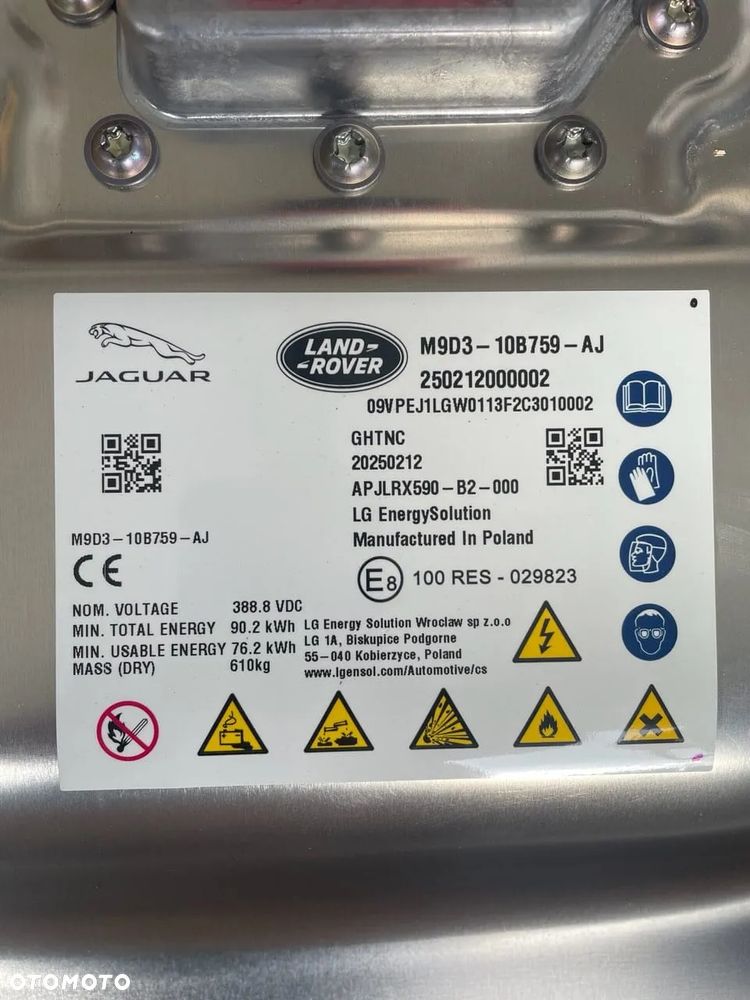 JAGUAR
LAND-
ROVER
M9D3-10B759-AJ
250212000002
09VPEJ1LGW0113F2C3010002
GHTNC
20250212
APJLRX590-B2-000
LG EnergySolution
Manufactured In Poland
M9D3-10B759-AJ
CE
E8 100 RES - 029823
NOM. VOLTAGE 388.8 VDC
MIN. TOTAL ENERGY 90.2 kWh
MIN. USABLE ENERGY 76.2 kWh
MASS (DRY) 610kg
LG Energy Solution Wroclaw sp z.o.o
LG 1A, Biskupice Podgorne
55-040 Kobierzyce, Poland
www.lgensol.com/Automotive/cs
OTOMOTO